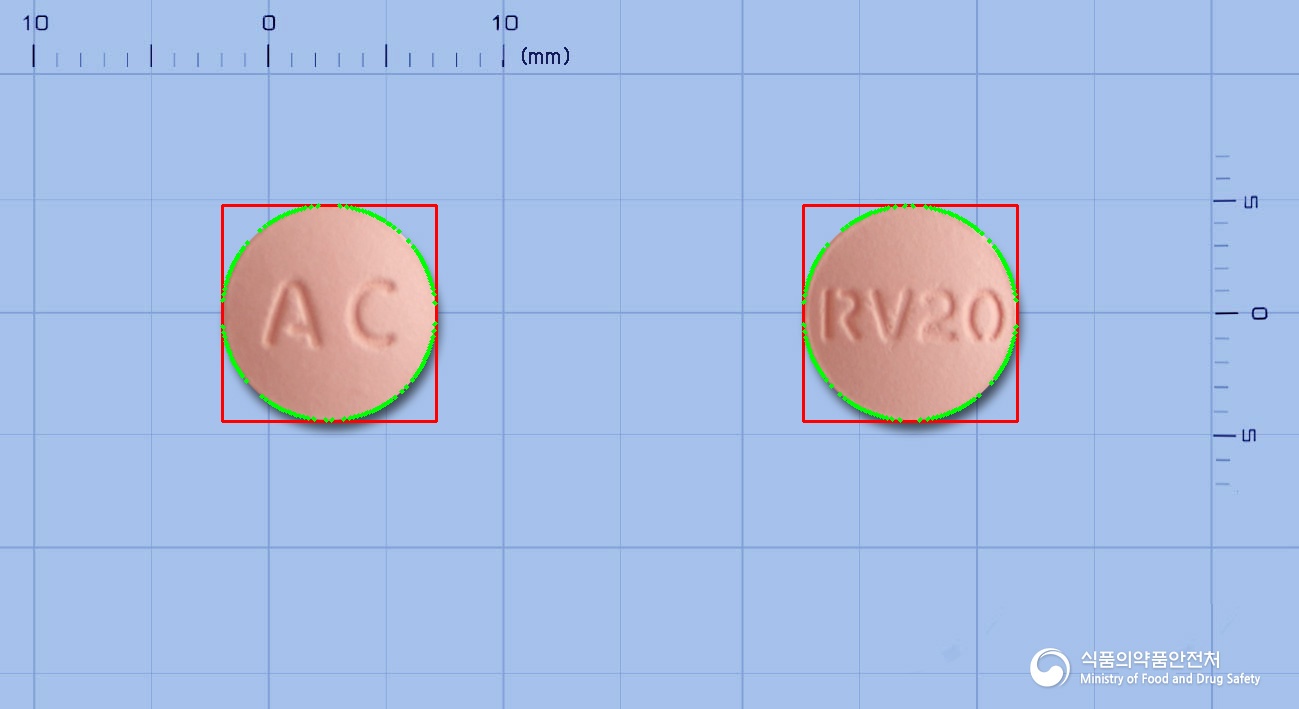 10 0 10
(mm)
5
A C
RV20
0
5
식품의약품안전처
Ministry of Food and Drug Safety